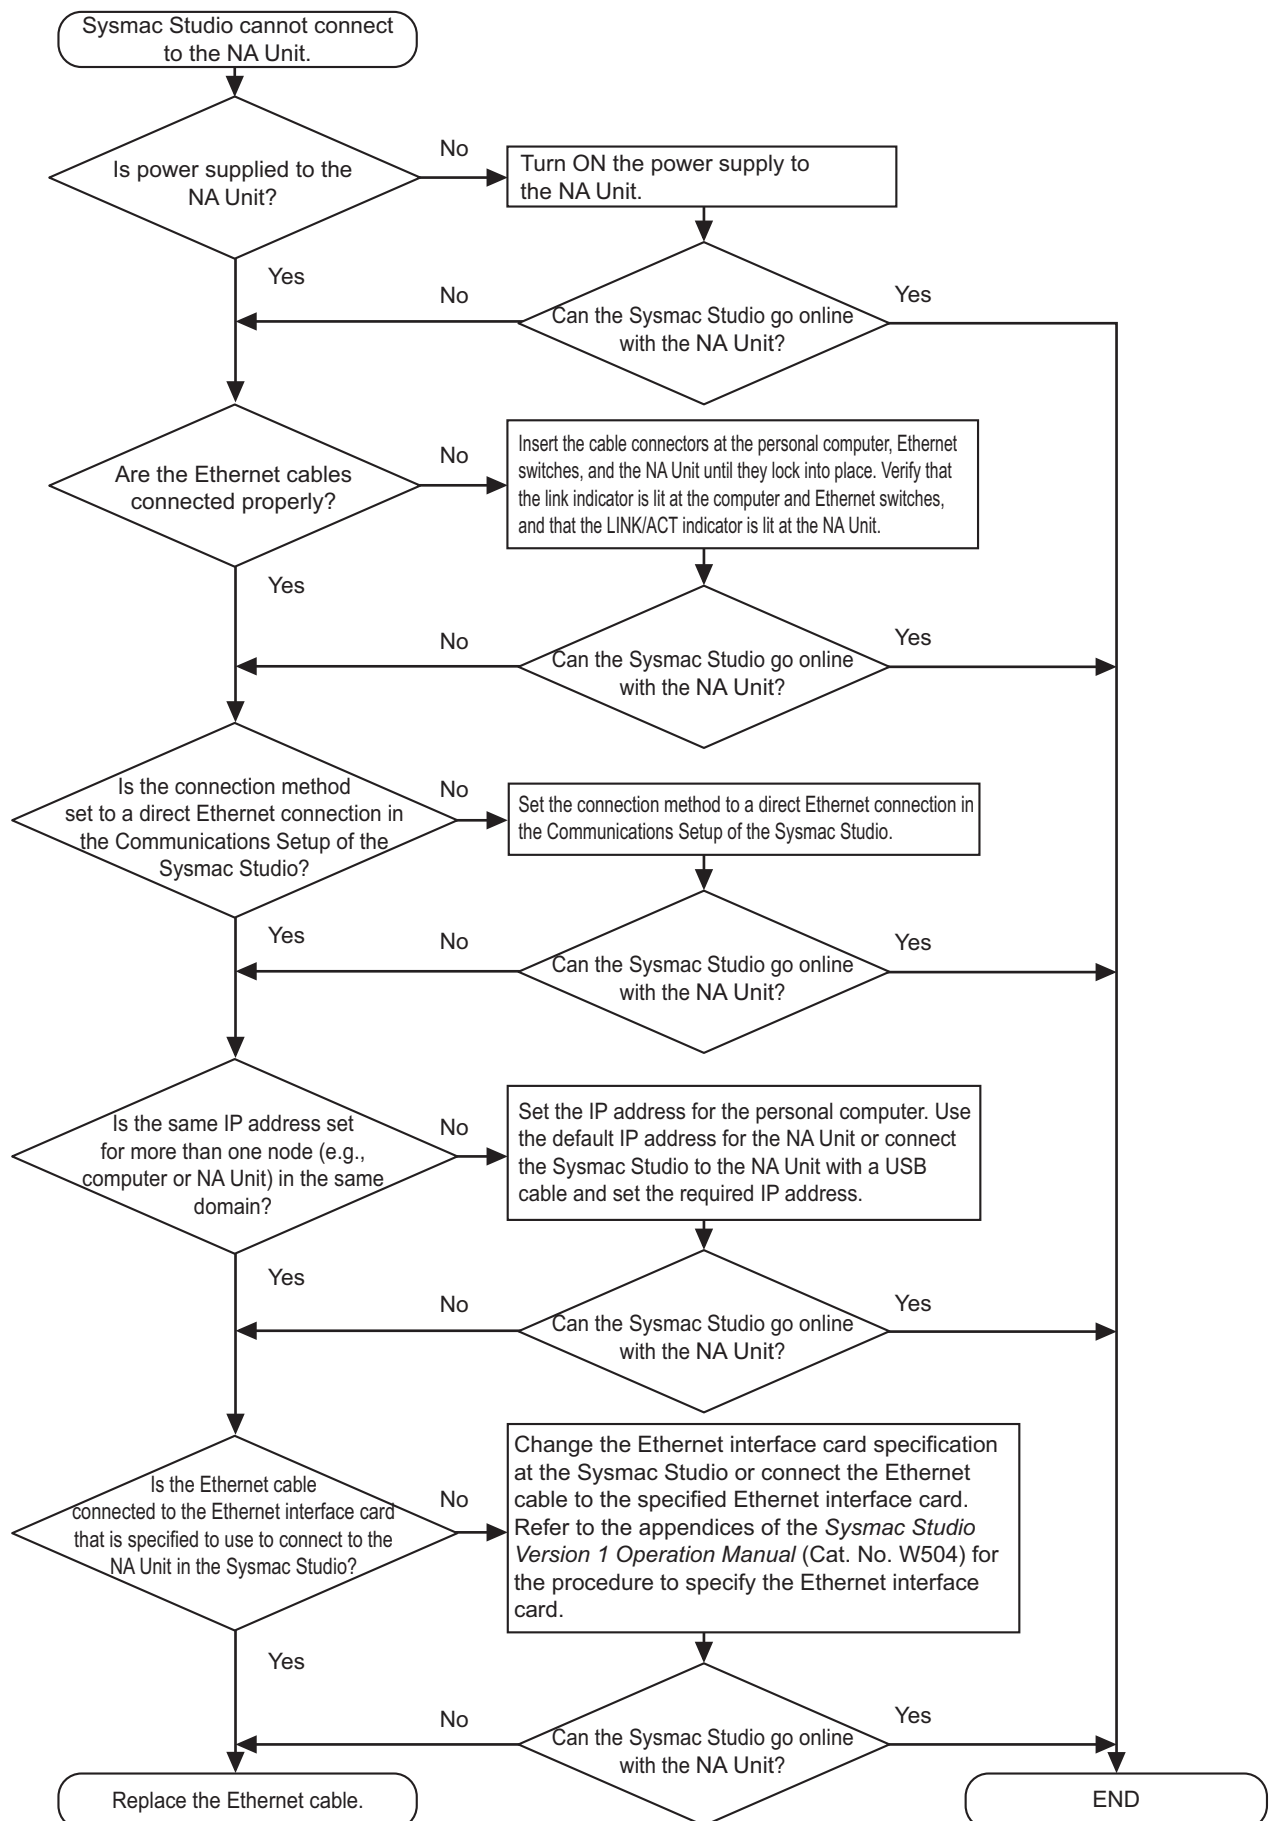 Sysmac Studio cannot connect
to the NA Unit.
Is power supplied to the
NA Unit?
No
Turn ON the power supply to
the NA Unit.
Yes
No
Can the Sysmac Studio go online
with the NA Unit?
Yes
Are the Ethernet cables
connected properly?
No
Insert the cable connectors at the personal computer, Ethernet
switches, and the NA Unit until they lock into place. Verify that
the link indicator is lit at the computer and Ethernet switches,
and that the LINK/ACT indicator is lit at the NA Unit.
Yes
No
Can the Sysmac Studio go online
with the NA Unit?
Yes
Is the connection method
set to a direct Ethernet connection in
the Communications Setup of the
Sysmac Studio?
No
Set the connection method to a direct Ethernet connection in
the Communications Setup of the Sysmac Studio.
Yes
No
Can the Sysmac Studio go online
with the NA Unit?
Yes
Is the same IP address set
for more than one node (e.g.,
computer or NA Unit) in the same
domain?
No
Set the IP address for the personal computer. Use
the default IP address for the NA Unit or connect
the Sysmac Studio to the NA Unit with a USB
cable and set the required IP address.
Yes
No
Can the Sysmac Studio go online
with the NA Unit?
Yes
Is the Ethernet cable
connected to the Ethernet interface card
that is specified to use to connect to the
NA Unit in the Sysmac Studio?
No
Change the Ethernet interface card specification
at the Sysmac Studio or connect the Ethernet
cable to the specified Ethernet interface card.
Refer to the appendices of the Sysmac Studio
Version 1 Operation Manual (Cat. No. W504) for
the procedure to specify the Ethernet interface
card.
Yes
No
Can the Sysmac Studio go online
with the NA Unit?
Yes
Replace the Ethernet cable.
END